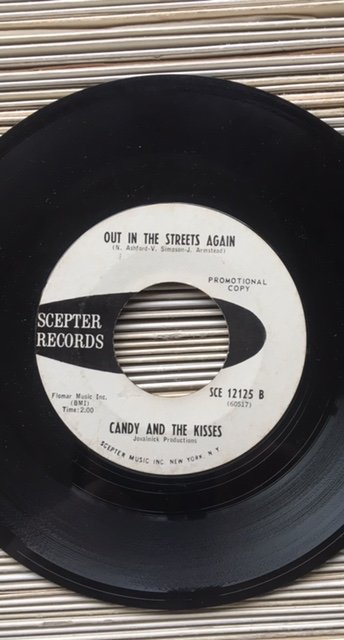 OUT IN THE STREETS AGAIN
(N. Ashford-V. Simpson-J. Armstead)
PROMOTIONAL
COPY
SCEPTER
RECORDS
Flomar Music Inc.
(BMI)
Time: 2:00
SCE 12125 B
(60517)
CANDY AND THE KISSES
Jovalnick Productions
SCEPTER MUSIC INC. NEW YORK, N.Y.